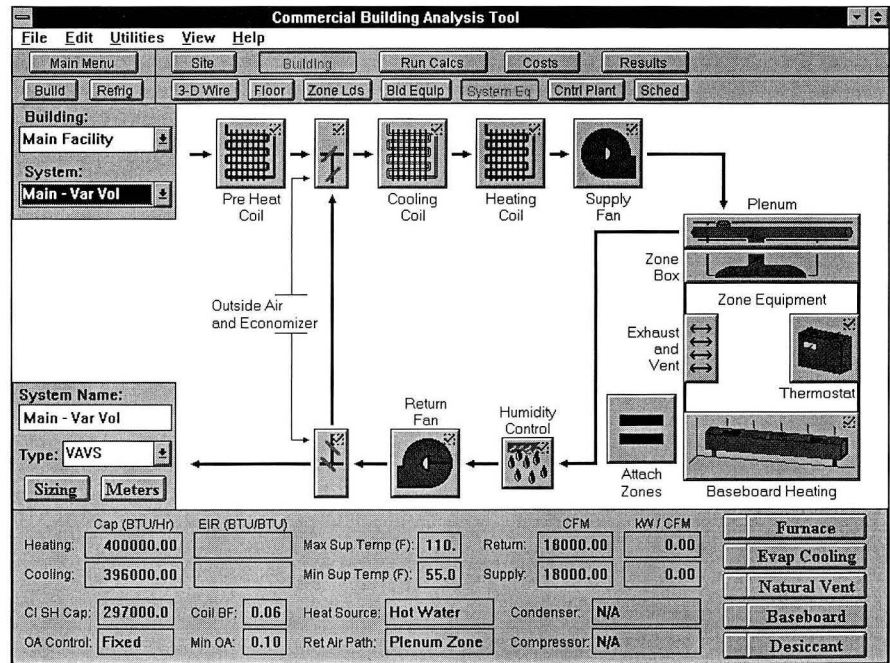 Commercial Building Analysis Tool
File Edit Utilities View Help
Main Menu Site Building Run Calcs Costs Results
Build Refrig 3-D Wire Floor Zone Lds Bld Equip System Eq Cntrl Plant Sched
Building:
Main Facility
System:
Main - Var Vol
Pre Heat
Coil
Cooling
Coil
Heating
Coil
Supply
Fan
Plenum
Zone
Box
Zone Equipment
Outside Air
and Economizer
Exhaust
and
Vent
Thermostat
System Name:
Main - Var Vol
Type: VAVS
Sizing Meters
Return
Fan
Humidity
Control
Attach
Zones
Baseboard Heating
Cap (BTU/Hr) EIR (BTU/BTU) CFM kW / CFM
Heating: 400000.00 Max Sup Temp (F): 110. Return: 18000.00 0.00
Cooling: 396000.00 Min Sup Temp (F): 55.0 Supply: 18000.00 0.00
Cl SH Cap: 297000.0 Coil BF: 0.06 Heat Source: Hot Water Condenser: N/A
OA Control: Fixed Min OA: 0.10 Ret Air Path: Plenum Zone Compressor: N/A
Furnace
Evap Cooling
Natural Vent
Baseboard
Desiccant